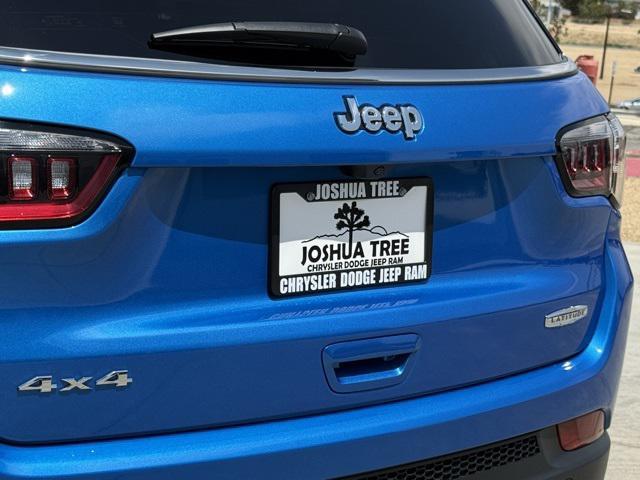 Jeep
JOSHUA TREE
JOSHUA TREE
CHRYSLER DODGE JEEP RAM
CHRYSLER DODGE JEEP RAM
LATITUDE
4x4